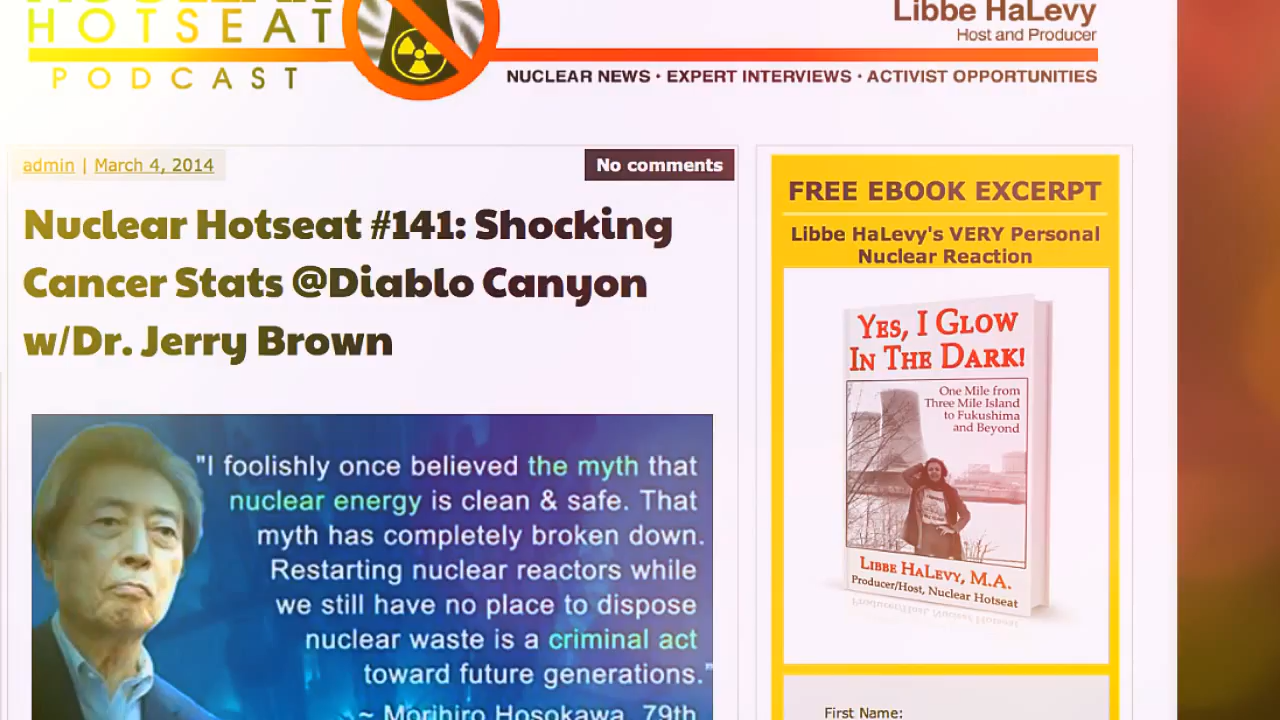 HOTSEAT
PODCAST
Libbe HaLevy
Host and Producer
NUCLEAR NEWS · EXPERT INTERVIEWS · ACTIVIST OPPORTUNITIES
admin | March 4, 2014
No comments
Nuclear Hotseat #141: Shocking
Cancer Stats @Diablo Canyon
w/Dr. Jerry Brown
"I foolishly once believed the myth that
nuclear energy is clean & safe. That
myth has completely broken down.
Restarting nuclear reactors while
we still have no place to dispose
nuclear waste is a criminal act
toward future generations."
~ Morihiro Hosokawa, 79th
FREE EBOOK EXCERPT
Libbe HaLevy's VERY Personal
Nuclear Reaction
YES, I GLOW
IN THE DARK!
One Mile from
Three Mile Island
to Fukushima
and Beyond
LIBBE HALEVY, M.A.
Producer/Host, Nuclear Hotseat
First Name: